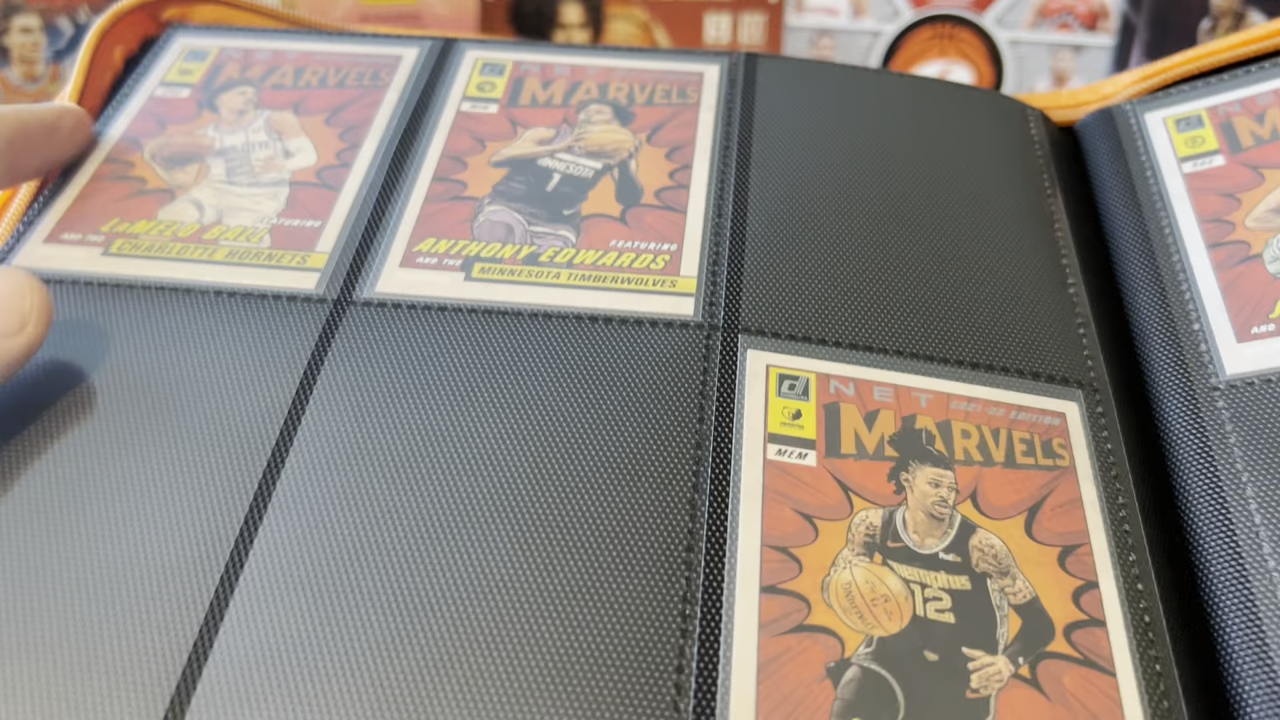 MARVELS
FEATURING
LaMELO BALL
AND THE
CHARLOTTE HORNETS
MARVELS
MINNESOTA
1
FEATURING
ANTHONY EDWARDS
AND THE
MINNESOTA TIMBERWOLVES
M
AND
NET
2021-22 EDITION
MARVELS
MEM
MEMPHIS
12